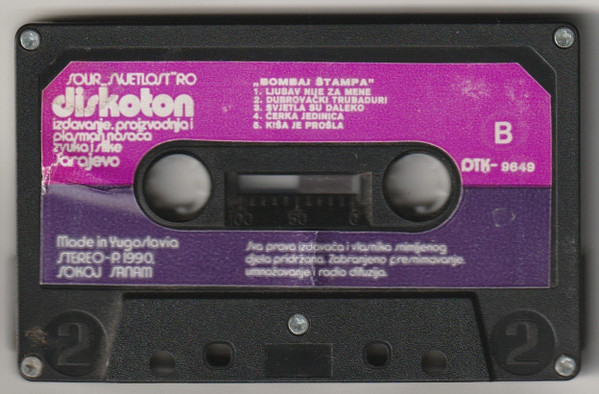 SOUR „SVJETLOST" RO
diskoton
izdavanje, proizvodnja i
plasman nosača
zvuka i slike
Sarajevo
„BOMBAJ ŠTAMPA"
1. LJUBAV NIJE ZA MENE
2. DUBROVAČKI TRUBADURI
3. SVJETLA SU DALEKO
4. ČERKA JEDINICA
5. KIŠA JE PROŠLA
B
DTK- 9649
100 50 0
Made in Yugoslavia
STEREO-P. 1990.
SOKOJ SANAM
Sva prava izdavača i vlasnika snimljenog
djela pridržana. Zabranjeno presnimavanje,
umnožavanje i radio difuzija.
2
2